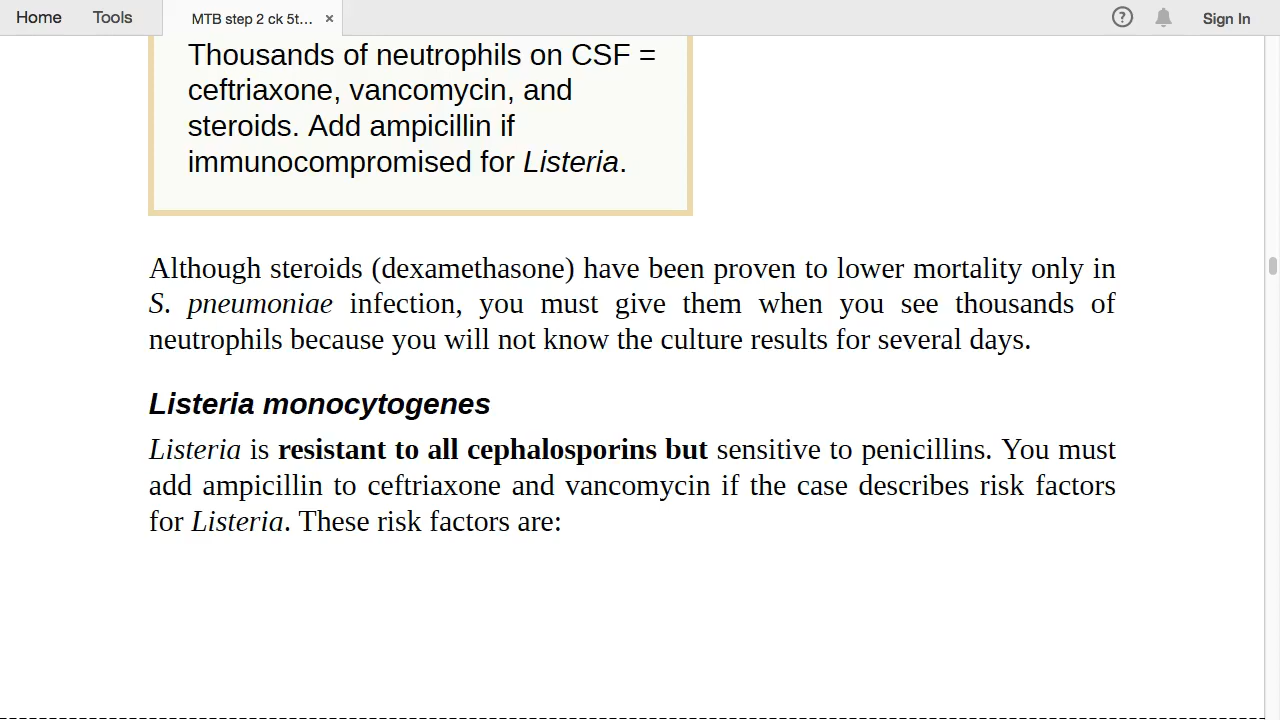 Home Tools MTB step 2 ck 5t... × ? Sign In
Thousands of neutrophils on CSF =
ceftriaxone, vancomycin, and
steroids. Add ampicillin if
immunocompromised for Listeria.
Although steroids (dexamethasone) have been proven to lower mortality only in
S. pneumoniae infection, you must give them when you see thousands of
neutrophils because you will not know the culture results for several days.
Listeria monocytogenes
Listeria is resistant to all cephalosporins but sensitive to penicillins. You must
add ampicillin to ceftriaxone and vancomycin if the case describes risk factors
for Listeria. These risk factors are: